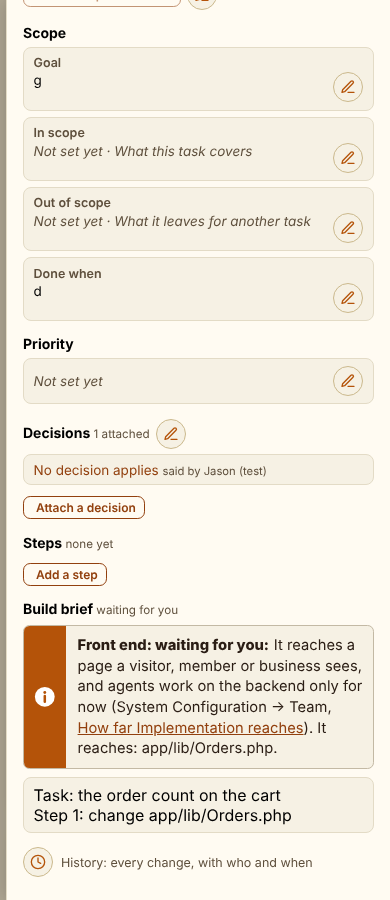 Scope
Goal
g
In scope
Not set yet · What this task covers
Out of scope
Not set yet · What it leaves for another task
Done when
d
Priority
Not set yet
Decisions 1 attached
No decision applies said by Jason (test)
Attach a decision
Steps none yet
Add a step
Build brief waiting for you
Front end: waiting for you: It reaches a
page a visitor, member or business sees,
and agents work on the backend only for
now (System Configuration → Team,
How far Implementation reaches). It
reaches: app/lib/Orders.php.
Task: the order count on the cart
Step 1: change app/lib/Orders.php
History: every change, with who and when